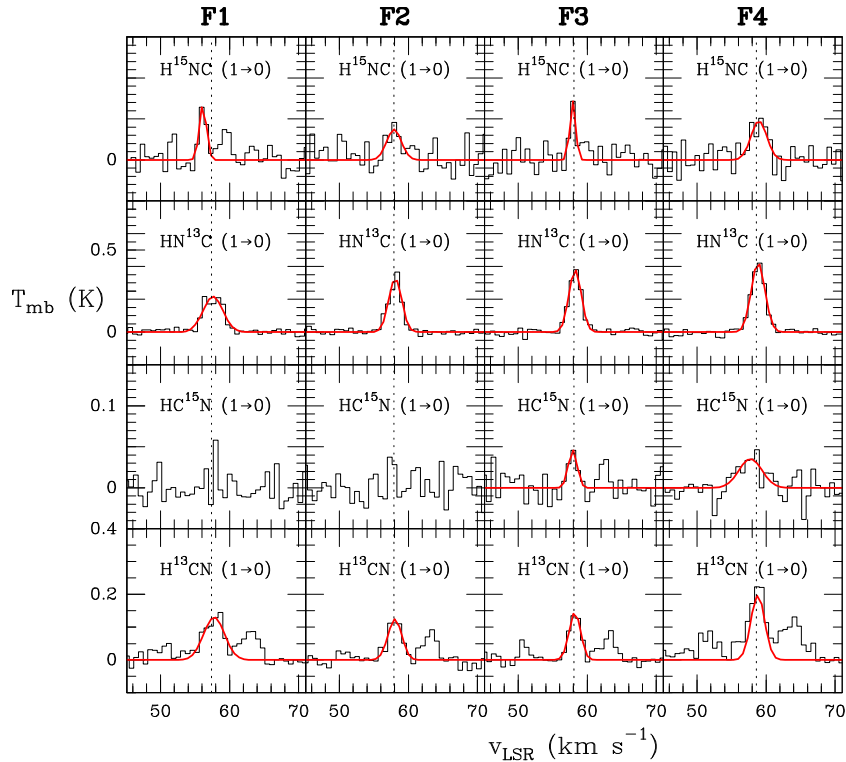 F1 F2 F3 F4
H¹⁵NC (1→0) H¹⁵NC (1→0) H¹⁵NC (1→0) H¹⁵NC (1→0)
0
HN¹³C (1→0) HN¹³C (1→0) HN¹³C (1→0) HN¹³C (1→0)
0.5
T_mb (K)
0
HC¹⁵N (1→0) HC¹⁵N (1→0) HC¹⁵N (1→0) HC¹⁵N (1→0)
0.1
0
0.4
H¹³CN (1→0) H¹³CN (1→0) H¹³CN (1→0) H¹³CN (1→0)
0.2
0
50 60 70 50 60 70 50 60 70 50 60 70
v_LSR (km s⁻¹)